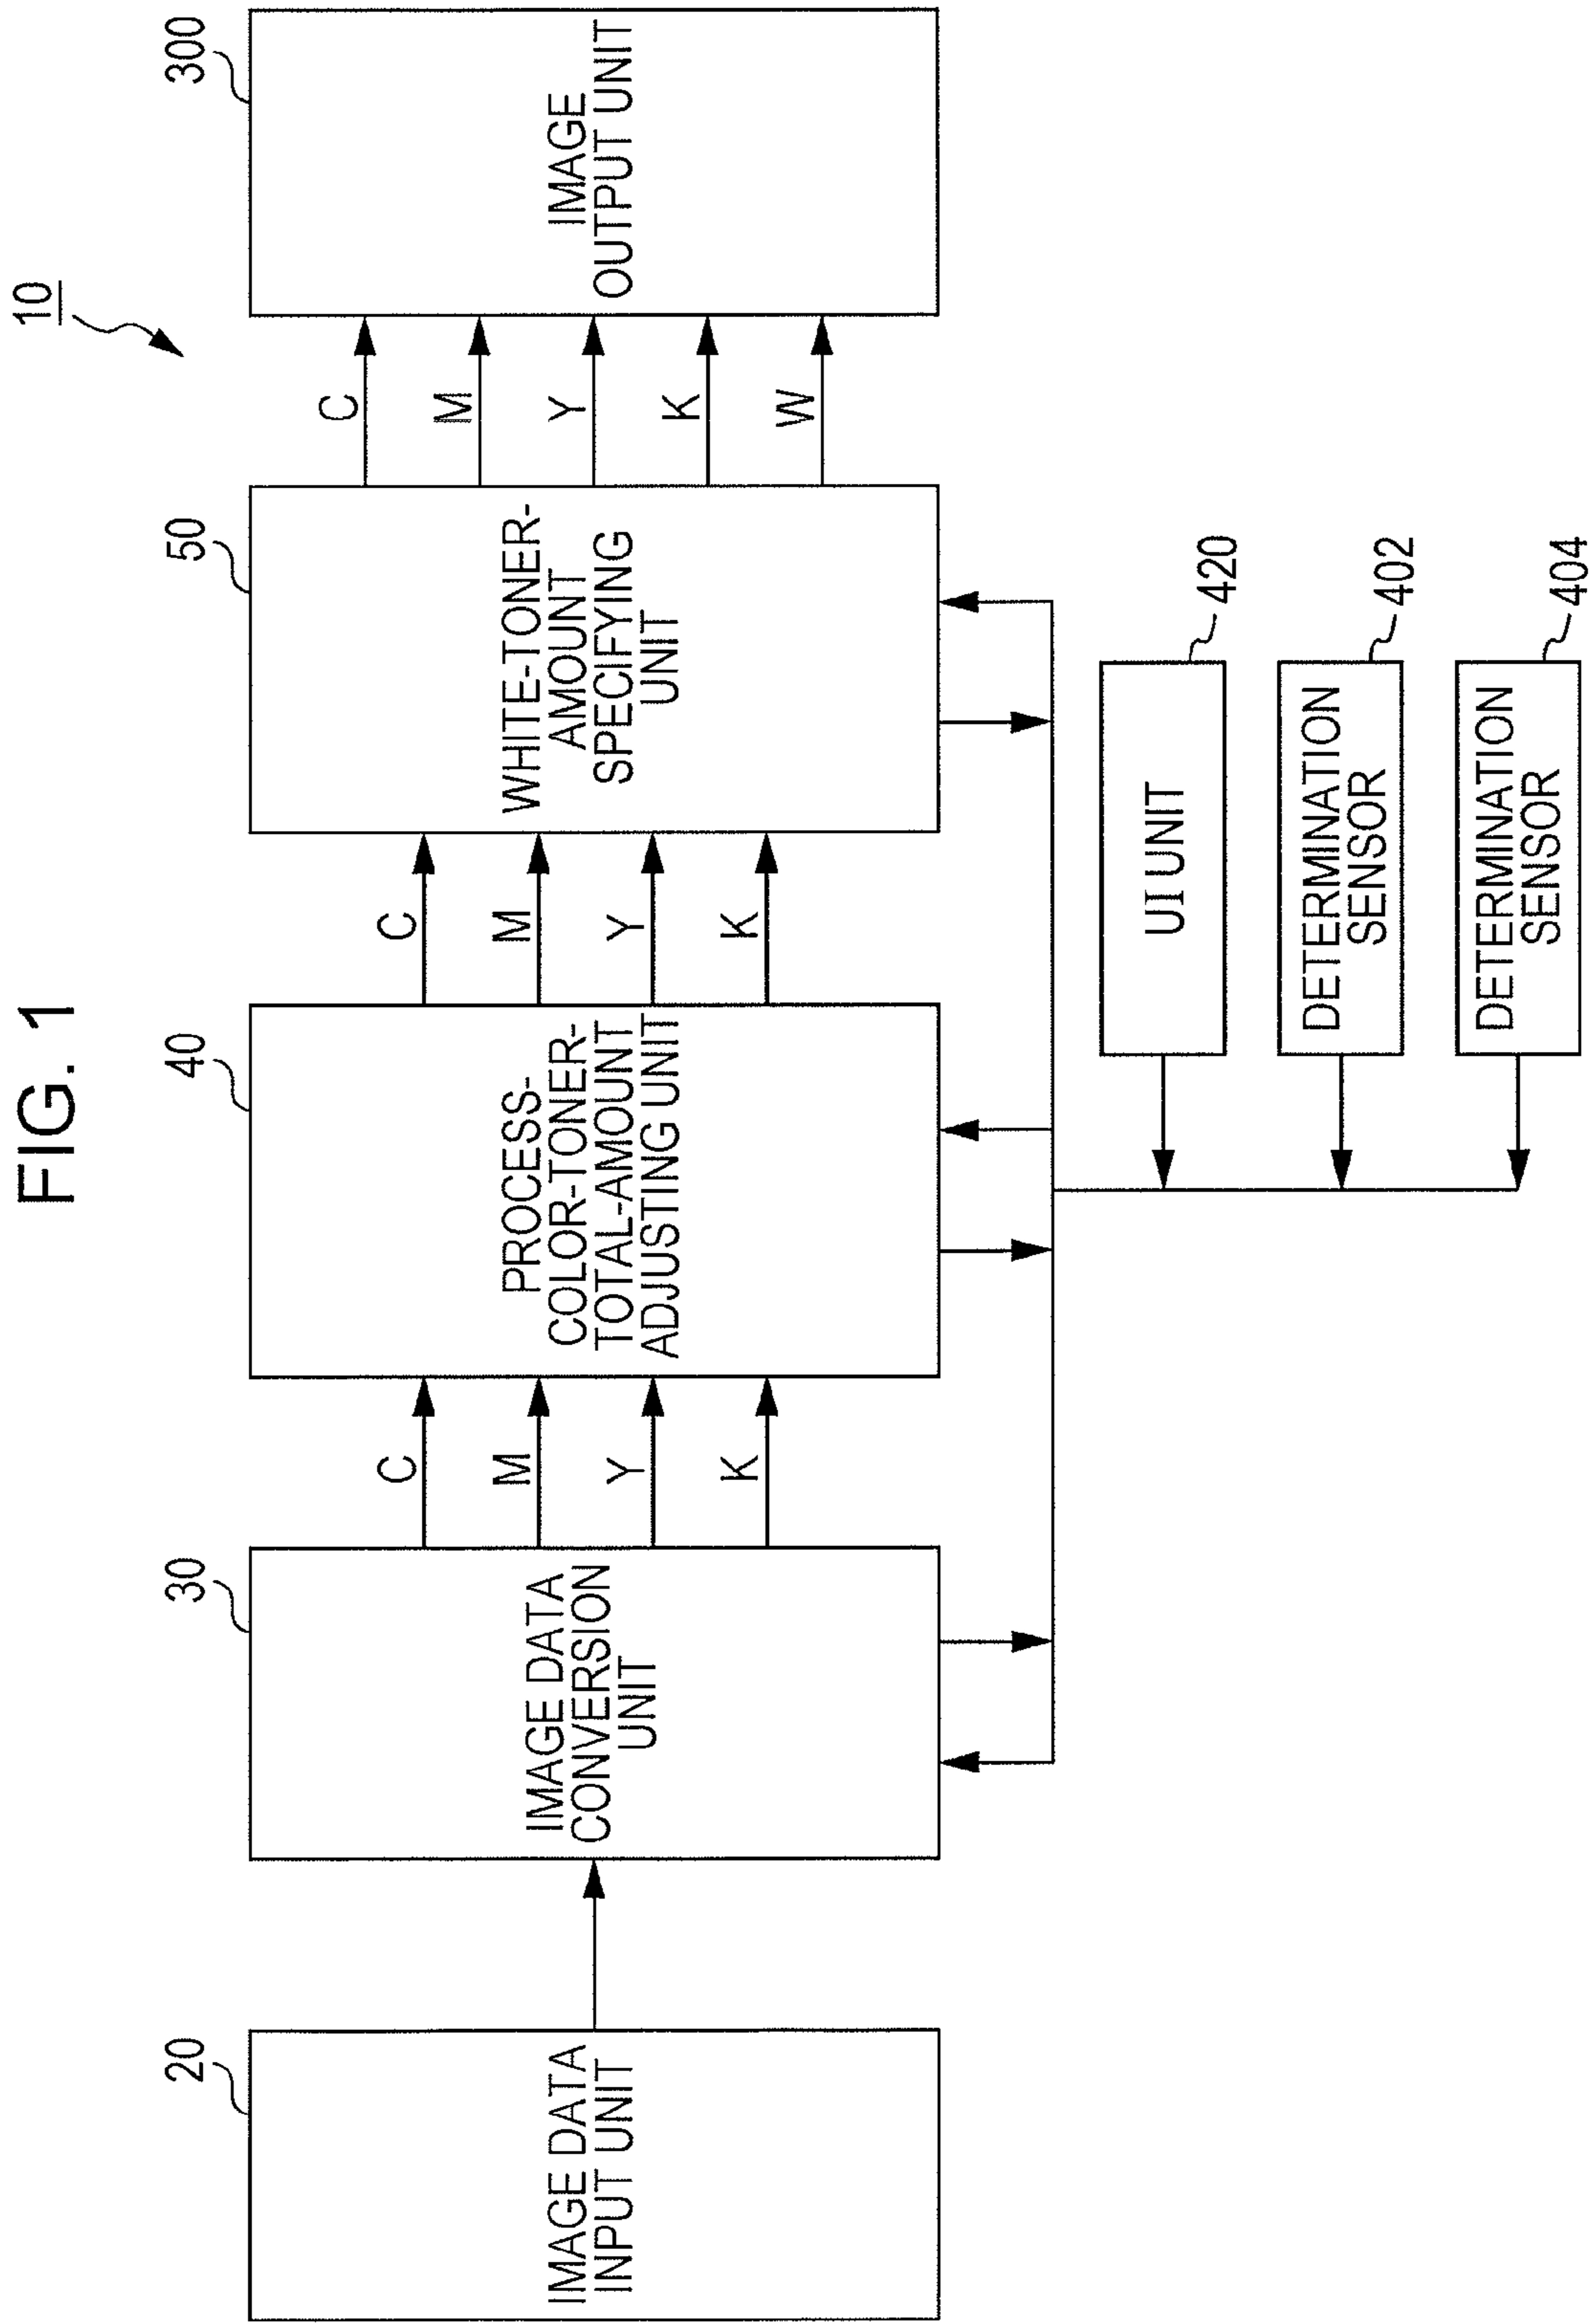 FIG. 1
10
20
IMAGE DATA
INPUT UNIT
30
IMAGE DATA
CONVERSION
UNIT
C
M
Y
K
40
PROCESS-
COLOR-TONER-
TOTAL-AMOUNT
ADJUSTING UNIT
C
M
Y
K
50
WHITE-TONER-
AMOUNT
SPECIFYING
UNIT
C
M
Y
K
W
300
IMAGE
OUTPUT UNIT
UI UNIT
420
DETERMINATION
SENSOR
402
DETERMINATION
SENSOR
404